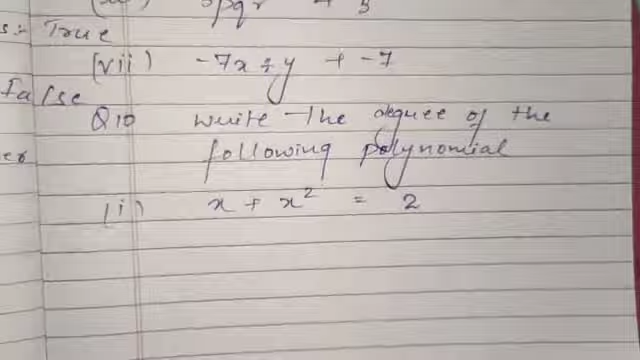 True
(vii) -7x ÷ y + -7
False
Q10 write the degree of the
following polynomial
(i) x + x² = 2